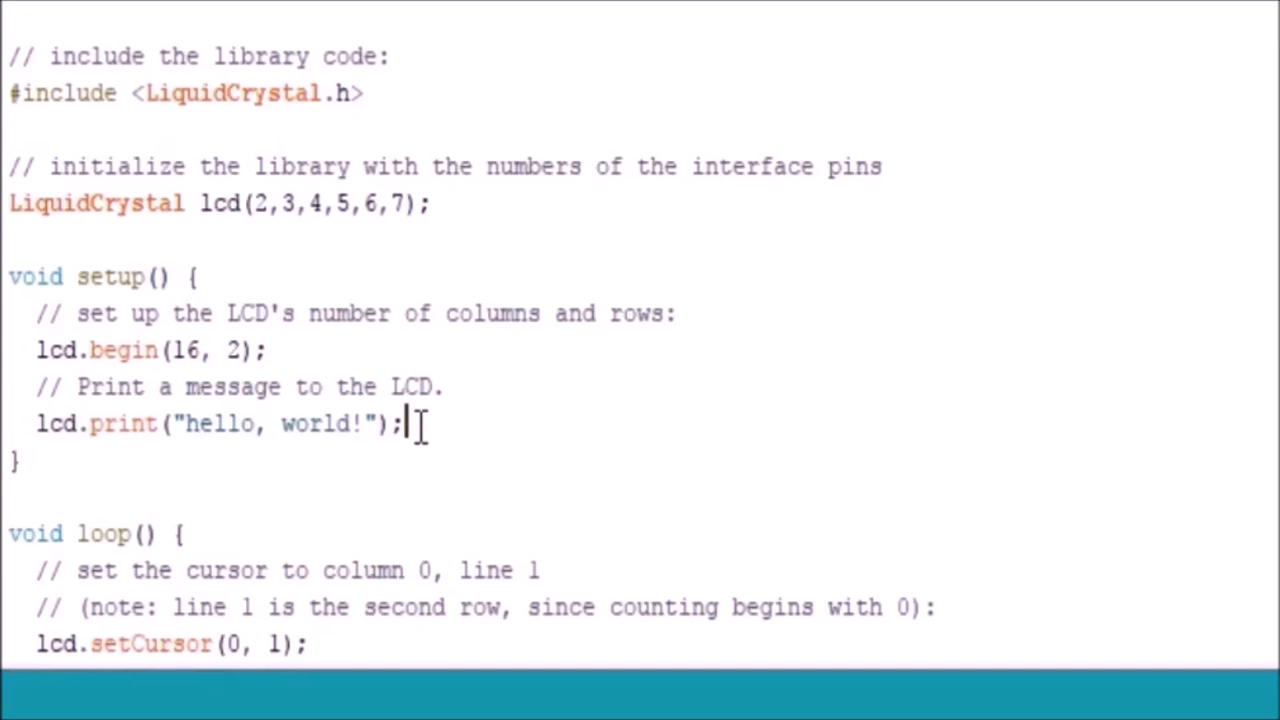 // include the library code:
#include <LiquidCrystal.h>
// initialize the library with the numbers of the interface pins
LiquidCrystal lcd(2,3,4,5,6,7);
void setup() {
// set up the LCD's number of columns and rows:
lcd.begin(16, 2);
// Print a message to the LCD.
lcd.print("hello, world!");
}
void loop() {
// set the cursor to column 0, line 1
// (note: line 1 is the second row, since counting begins with 0):
lcd.setCursor(0, 1);